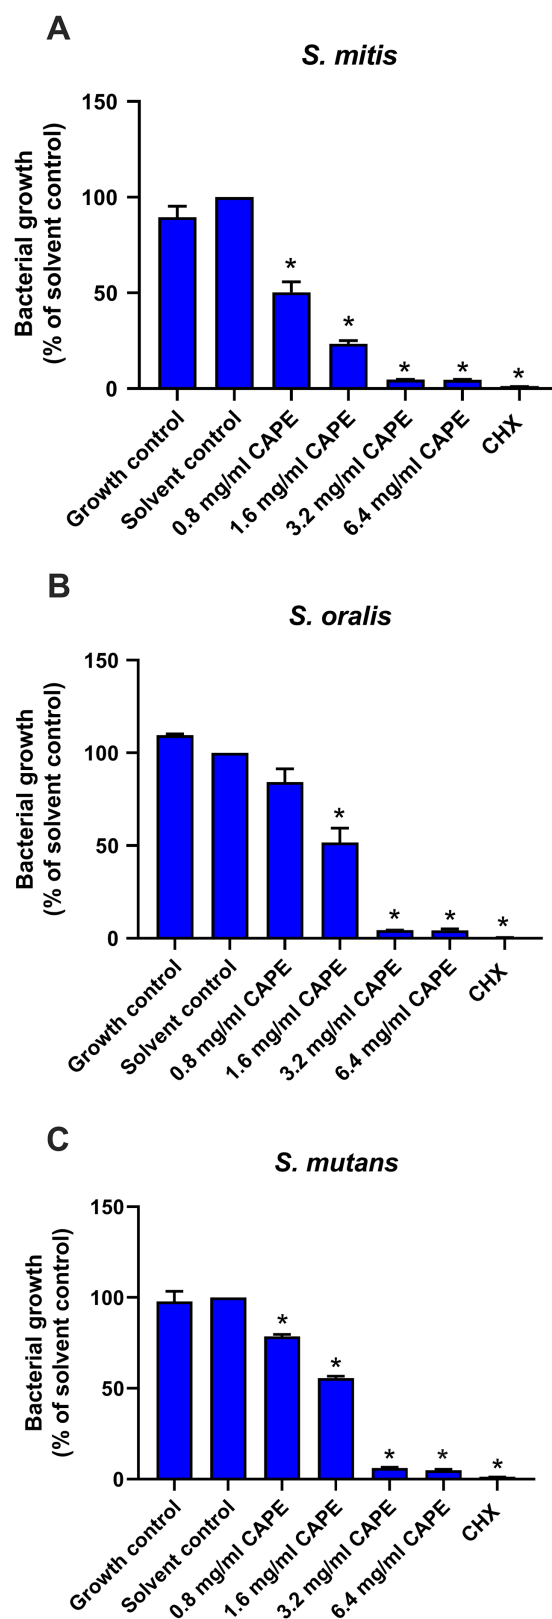 A
S. mitis
Bacterial growth
(% of solvent control)
150
100
50
0
*
*
*
*
*
Growth control
Solvent control
0.8 mg/ml CAPE
1.6 mg/ml CAPE
3.2 mg/ml CAPE
6.4 mg/ml CAPE
CHX
B
S. oralis
Bacterial growth
(% of solvent control)
150
100
50
0
*
*
*
*
Growth control
Solvent control
0.8 mg/ml CAPE
1.6 mg/ml CAPE
3.2 mg/ml CAPE
6.4 mg/ml CAPE
CHX
C
S. mutans
Bacterial growth
(% of solvent control)
150
100
50
0
*
*
*
*
*
Growth control
Solvent control
0.8 mg/ml CAPE
1.6 mg/ml CAPE
3.2 mg/ml CAPE
6.4 mg/ml CAPE
CHX